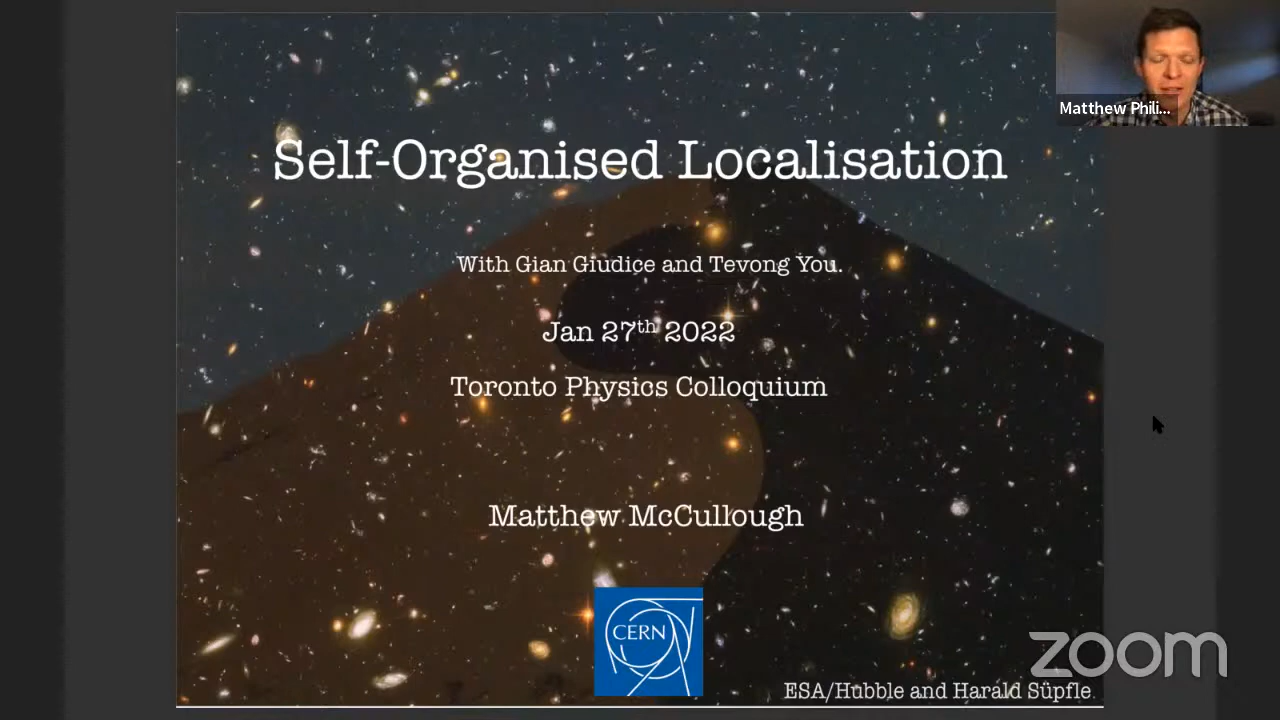 Matthew Phili...
Self-Organised Localisation
With Gian Giudice and Tevong You.
Jan 27th 2022
Toronto Physics Colloquium
Matthew McCullough
CERN
zoom
ESA/Hubble and Harald Süpfle